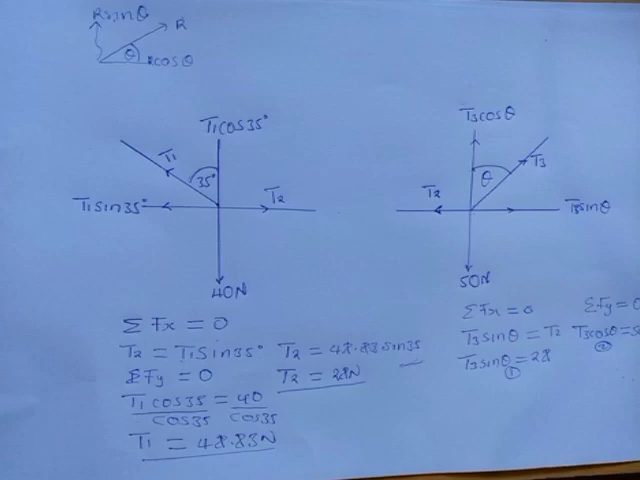 Rsinθ
R
θ
Rcosθ
T1cos35°
T1
35°
T1sin35°
T2
40N
T3cosθ
T3
θ
T2
T3sinθ
50N
ΣFx = 0
T2 = T1sin35°
ΣFy = 0
T1cos35 = 40
cos35 cos35
T1 = 48.83N
T2 = 48.83sin35
T2 = 28N
ΣFx = 0
T3sinθ = T2
T3sinθ = 28
①
ΣFy = 0
T3cosθ = 5
②